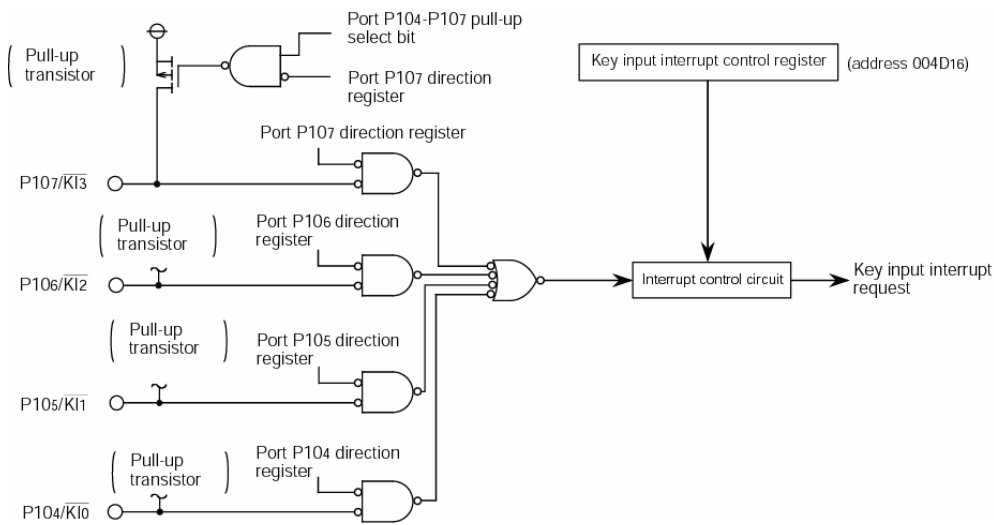 Port P104-P107 pull-up
select bit
Pull-up
transistor
Port P107 direction
register
Key input interrupt control register
(address 004D16)
Port P107 direction register
P107/KI3
Pull-up
transistor
Port P106 direction
register
P106/KI2
Interrupt control circuit
Key input interrupt
request
Pull-up
transistor
Port P105 direction
register
P105/KI1
Pull-up
transistor
Port P104 direction
register
P104/KI0